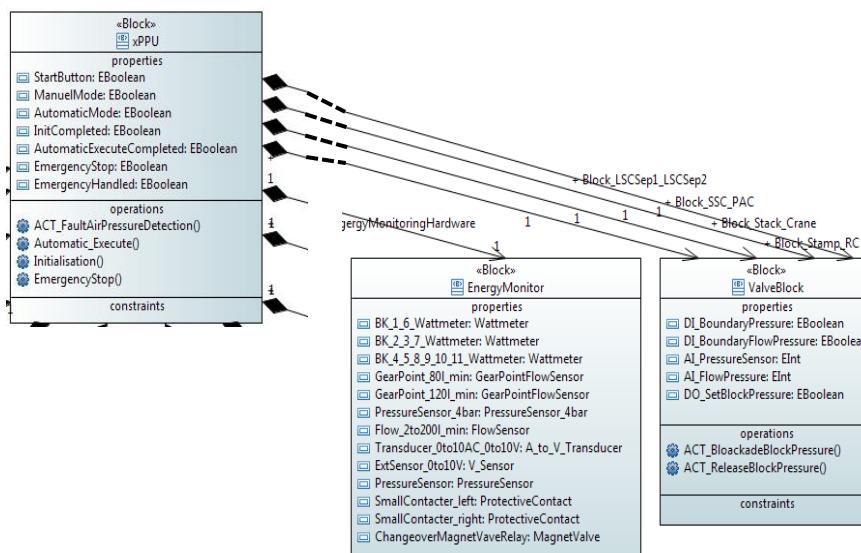 «Block»
xPPU
properties
StartButton: EBoolean
ManuelMode: EBoolean
AutomaticMode: EBoolean
InitCompleted: EBoolean
AutomaticExecuteCompleted: EBoolean
EmergencyStop: EBoolean
EmergencyHandled: EBoolean
operations
ACT_FaultAirPressureDetection()
Automatic_Execute()
Initialisation()
EmergencyStop()
constraints
+
1
1
1
+ Block_LSCSep1_LSCSep2
+ Block_SSC_PAC
+ Block_Stack_Crane
+ Block_Stamp_RC
1
1
1
1
ergyMonitoringHardware
1
«Block»
EnergyMonitor
properties
BK_1_6_Wattmeter: Wattmeter
BK_2_3_7_Wattmeter: Wattmeter
BK_4_5_8_9_10_11_Wattmeter: Wattmeter
GearPoint_80l_min: GearPointFlowSensor
GearPoint_120l_min: GearPointFlowSensor
PressureSensor_4bar: PressureSensor_4bar
Flow_2to200l_min: FlowSensor
Transducer_0to10AC_0to10V: A_to_V_Transducer
ExtSensor_0to10V: V_Sensor
PressureSensor: PressureSensor
SmallContacter_left: ProtectiveContact
SmallContacter_right: ProtectiveContact
ChangeoverMagnetVaveRelay: MagnetValve
«Block»
ValveBlock
properties
DI_BoundaryPressure: EBoolean
DI_BoundaryFlowPressure: EBoolea
AI_PressureSensor: EInt
AI_FlowPressure: EInt
DO_SetBlockPressure: EBoolean
operations
ACT_BloackadeBlockPressure()
ACT_ReleaseBlockPressure()
constraints